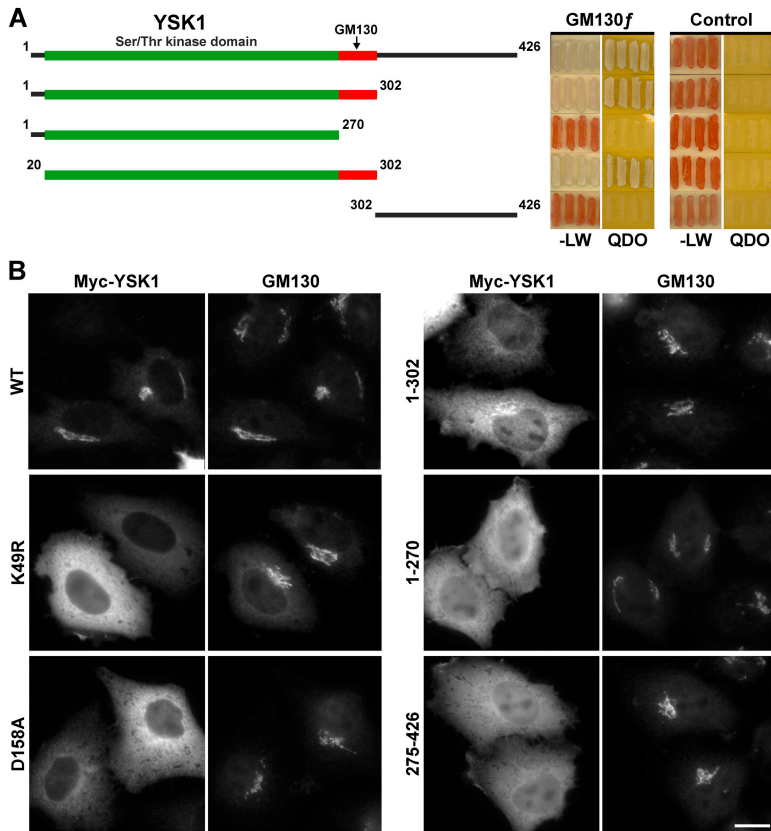 A
YSK1
GM130
GM130f
Control
Ser/Thr kinase domain
1
426
1
302
1
270
20
302
302
426
-LW
QDO
-LW
QDO
B
Myc-YSK1
GM130
Myc-YSK1
GM130
WT
1-302
K49R
1-270
D158A
275-426